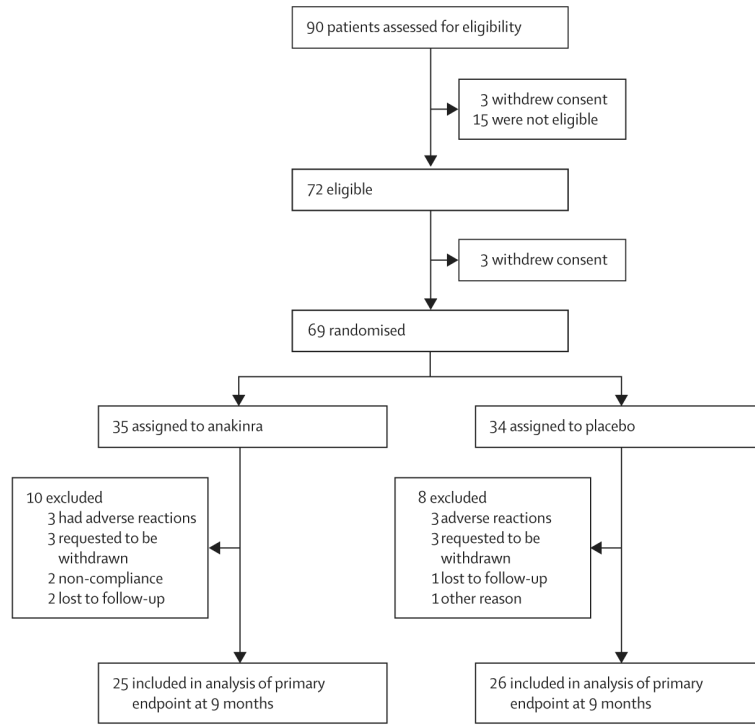 90 patients assessed for eligibility
3 withdrew consent
15 were not eligible
72 eligible
3 withdrew consent
69 randomised
35 assigned to anakinra
34 assigned to placebo
10 excluded
3 had adverse reactions
3 requested to be
withdrawn
2 non-compliance
2 lost to follow-up
8 excluded
3 adverse reactions
3 requested to be
withdrawn
1 lost to follow-up
1 other reason
25 included in analysis of primary
endpoint at 9 months
26 included in analysis of primary
endpoint at 9 months